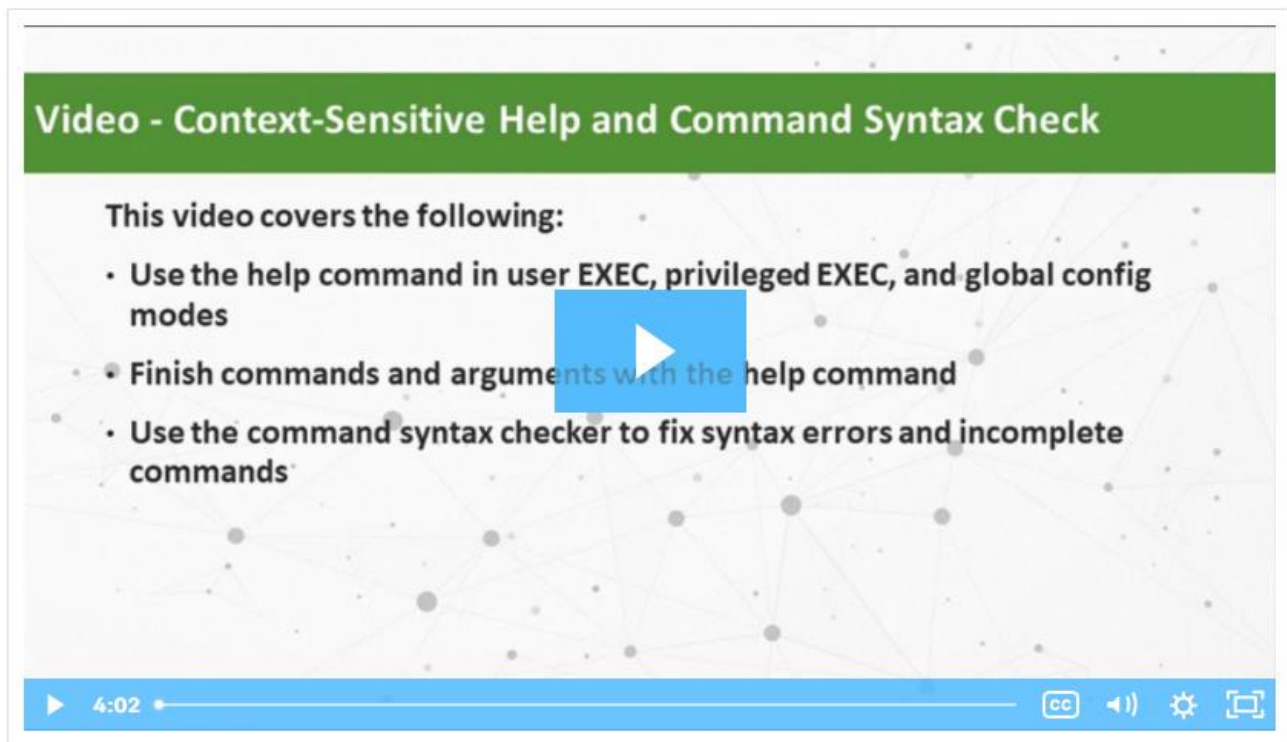 Video - Context-Sensitive Help and Command Syntax Check
This video covers the following:
• Use the help command in user EXEC, privileged EXEC, and global config
modes
• Finish commands and arguments with the help command
• Use the command syntax checker to fix syntax errors and incomplete
commands
4:02
CC